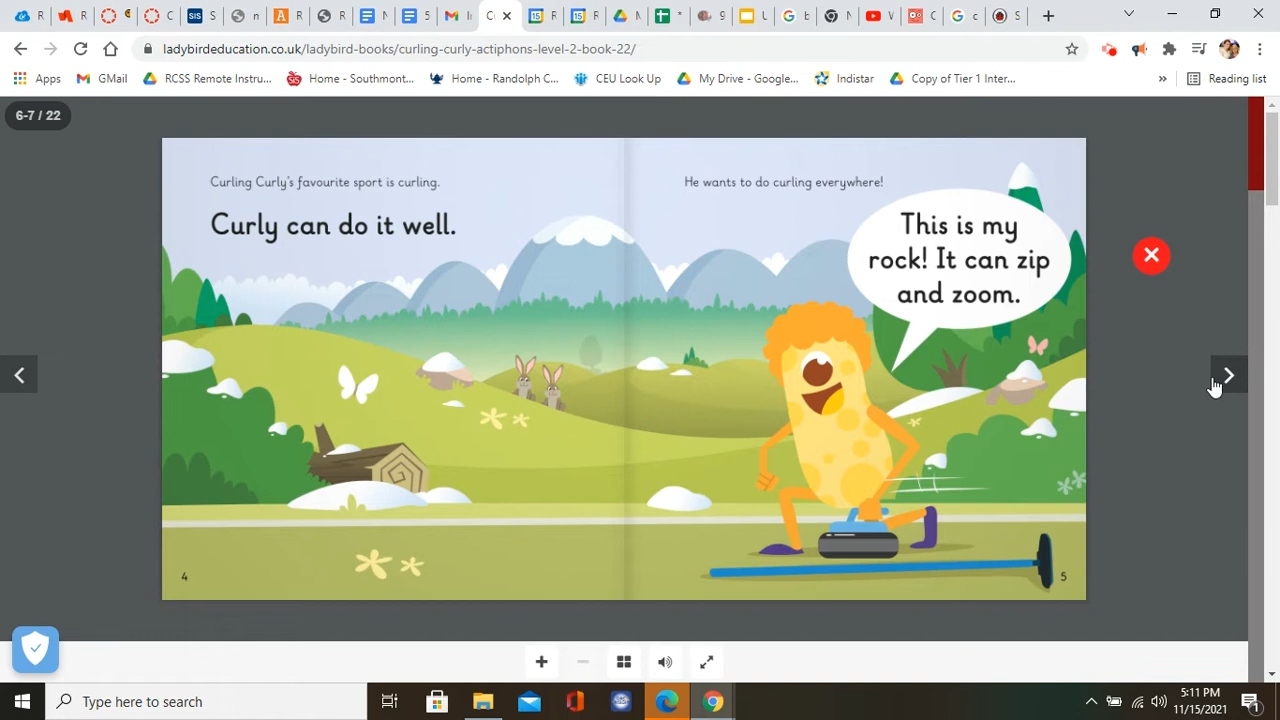 ladybirdeducation.co.uk/ladybird-books/curling-curly-actiphons-level-2-book-22/
Apps GMail RCSS Remote Instru... Home - Southmont... Home - Randolph C... CEU Look Up My Drive - Google... Indistar Copy of Tier 1 Inter... » Reading list
6-7 / 22
Curling Curly's favourite sport is curling.
Curly can do it well.
He wants to do curling everywhere!
This is my
rock! It can zip
and zoom.
4
5
Type here to search
5:11 PM
11/15/2021